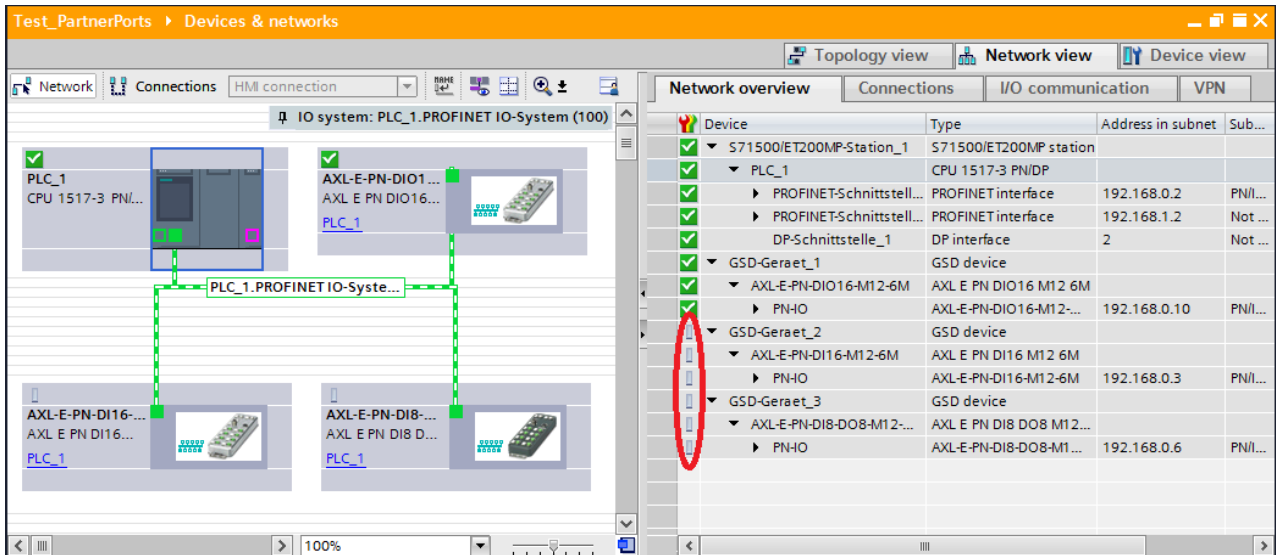 Test_PartnerPorts ▸ Devices & networks
Topology view
Network view
Device view
Network
Connections
HMI connection
IO system: PLC_1.PROFINET IO-System (100)
PLC_1
CPU 1517-3 PN/...
AXL-E-PN-DIO1...
AXL E PN DIO16...
PLC_1
PLC_1.PROFINET IO-Syste...
AXL-E-PN-DI16-...
AXL E PN DI16...
PLC_1
AXL-E-PN-DI8-...
AXL E PN DI8 D...
PLC_1
100%
Network overview
Connections
I/O communication
VPN
Device Type Address in subnet Sub...
S71500/ET200MP-Station_1 S71500/ET200MP station
PLC_1 CPU 1517-3 PN/DP
PROFINET-Schnittstell... PROFINET interface 192.168.0.2 PN/I...
PROFINET-Schnittstell... PROFINET interface 192.168.1.2 Not ...
DP-Schnittstelle_1 DP interface 2 Not ...
GSD-Geraet_1 GSD device
AXL-E-PN-DIO16-M12-6M AXL E PN DIO16 M12 6M
PN-IO AXL-E-PN-DIO16-M12-... 192.168.0.10 PN/I...
GSD-Geraet_2 GSD device
AXL-E-PN-DI16-M12-6M AXL E PN DI16 M12 6M
PN-IO AXL-E-PN-DI16-M12-6M 192.168.0.3 PN/I...
GSD-Geraet_3 GSD device
AXL-E-PN-DI8-DO8-M12-... AXL E PN DI8 DO8 M12...
PN-IO AXL-E-PN-DI8-DO8-M1... 192.168.0.6 PN/I...